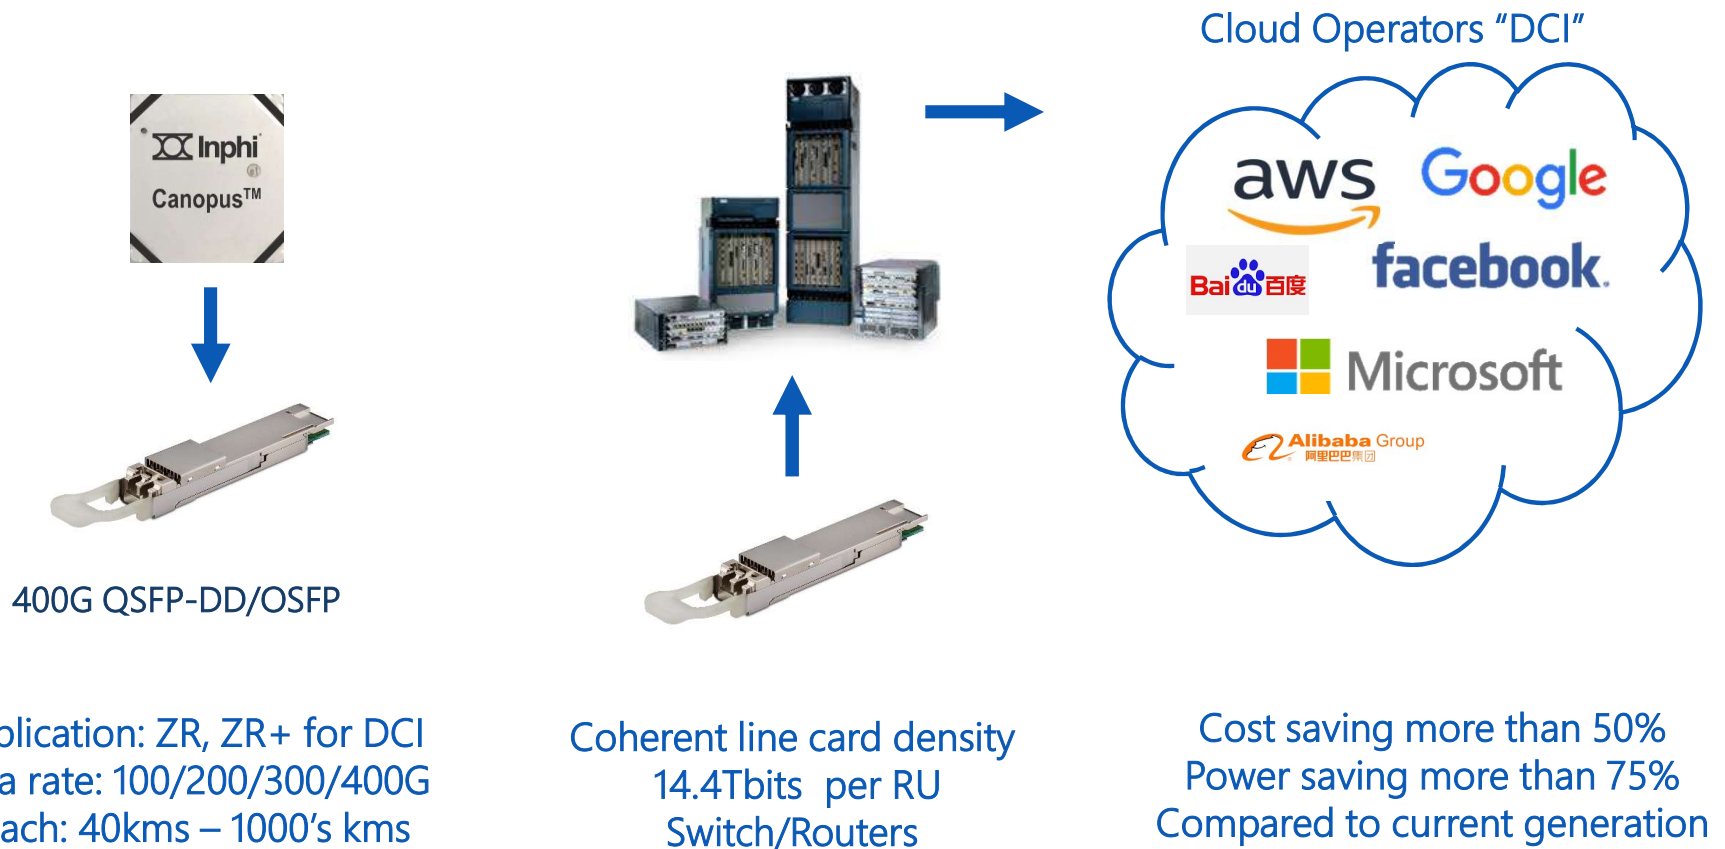 Cloud Operators “DCI”
Inphi
Canopus™
aws
Google
Baidu百度
facebook.
Microsoft
Alibaba Group
阿里巴巴集团
400G QSFP-DD/OSFP
plication: ZR, ZR+ for DCI
a rate: 100/200/300/400G
ach: 40kms – 1000’s kms
Coherent line card density
14.4Tbits per RU
Switch/Routers
Cost saving more than 50%
Power saving more than 75%
Compared to current generation